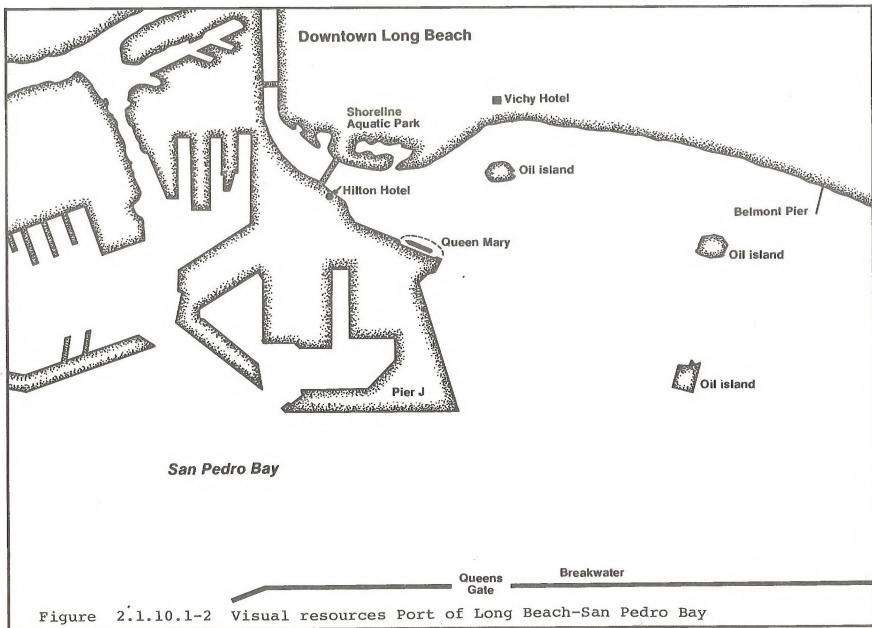 Downtown Long Beach
Vichy Hotel
Shoreline
Aquatic Park
Oil island
Hilton Hotel
Belmont Pier
Queen Mary
Oil island
Oil island
Pier J
San Pedro Bay
Queens
Gate
Breakwater
Figure 2.1.10.1-2 Visual resources Port of Long Beach-San Pedro Bay